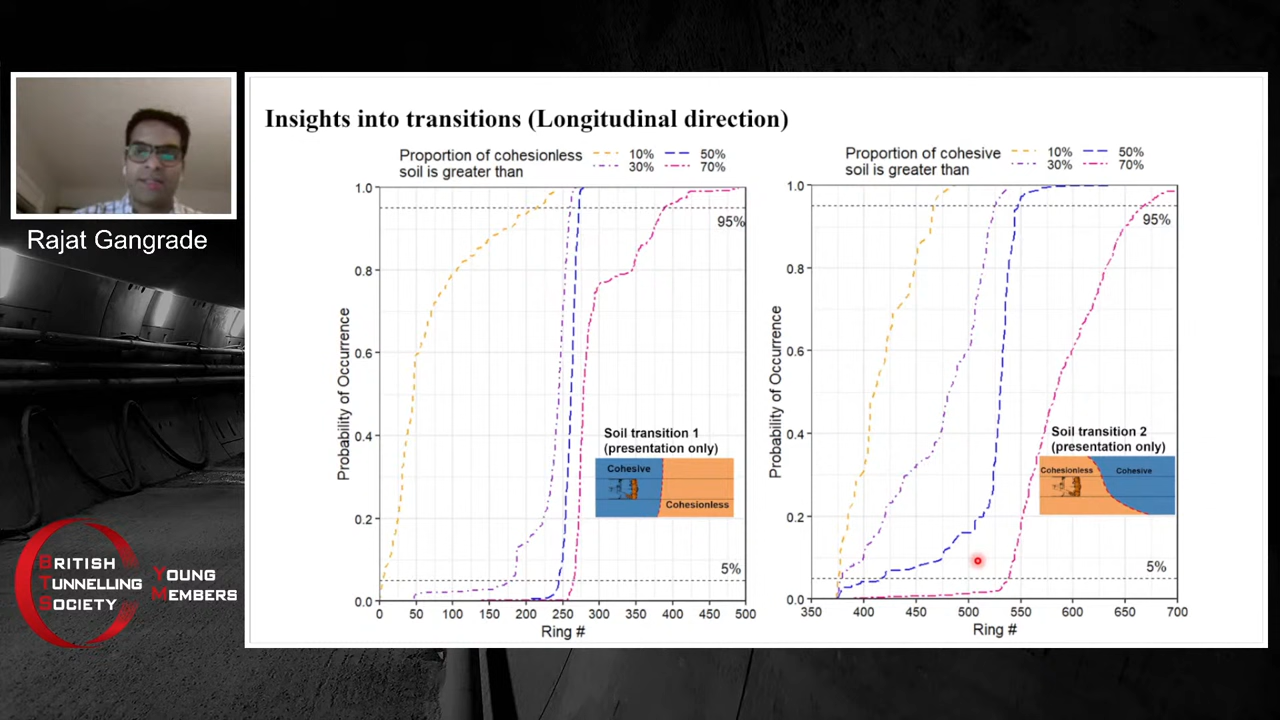 Insights into transitions (Longitudinal direction)
Proportion of cohesionless
soil is greater than
10%
50%
30%
70%
1.0
0.8
0.6
0.4
0.2
0.0
Probability of Occurrence
95%
5%
Soil transition 1
(presentation only)
Cohesive
Cohesionless
0
50
100
150
200
250
300
350
400
450
500
Ring #
Proportion of cohesive
soil is greater than
10%
50%
30%
70%
1.0
0.8
0.6
0.4
0.2
0.0
Probability of Occurrence
95%
5%
Soil transition 2
(presentation only)
Cohesionless
Cohesive
350
400
450
500
550
600
650
700
Ring #
Rajat Gangrade
BRITISH
TUNNELLING
SOCIETY
YOUNG
MEMBERS